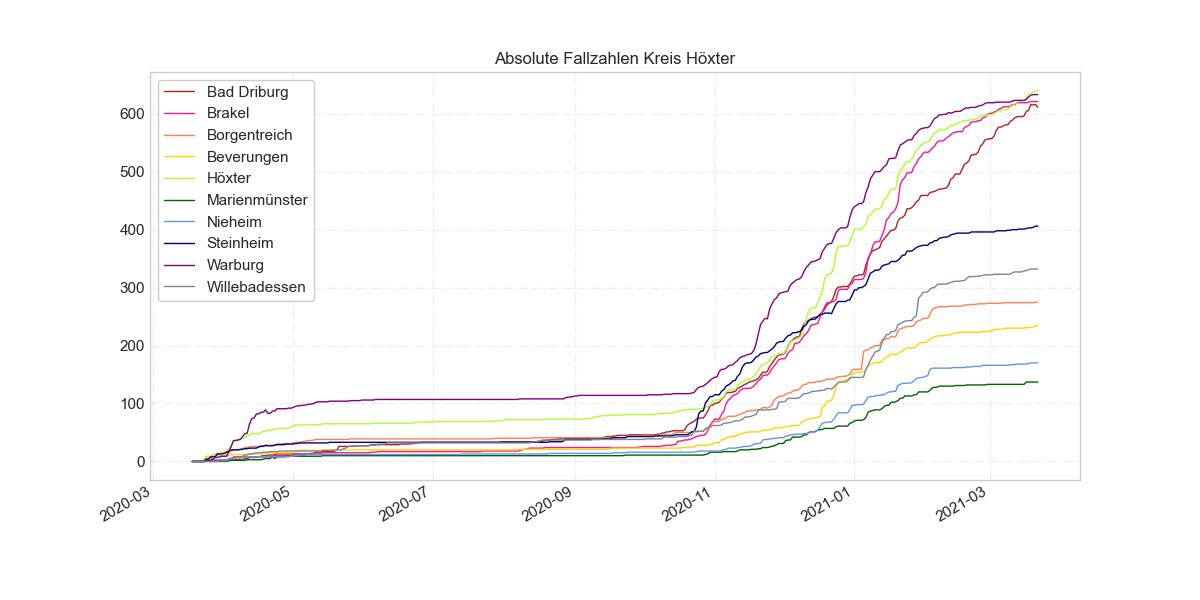 Absolute Fallzahlen Kreis Höxter
Bad Driburg
Brakel
Borgentreich
Beverungen
Höxter
Marienmünster
Nieheim
Steinheim
Warburg
Willebadessen
600
500
400
300
200
100
0
2020-03
2020-05
2020-07
2020-09
2020-11
2021-01
2021-03